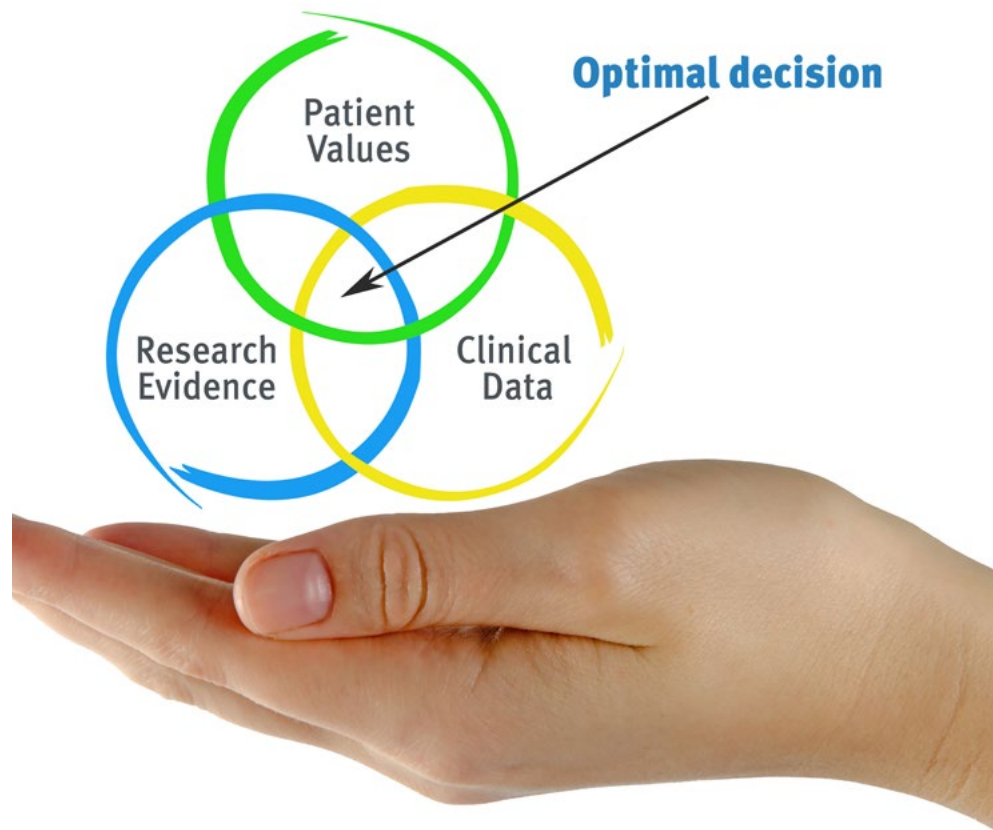 Optimal decision
Patient
Values
Research
Evidence
Clinical
Data